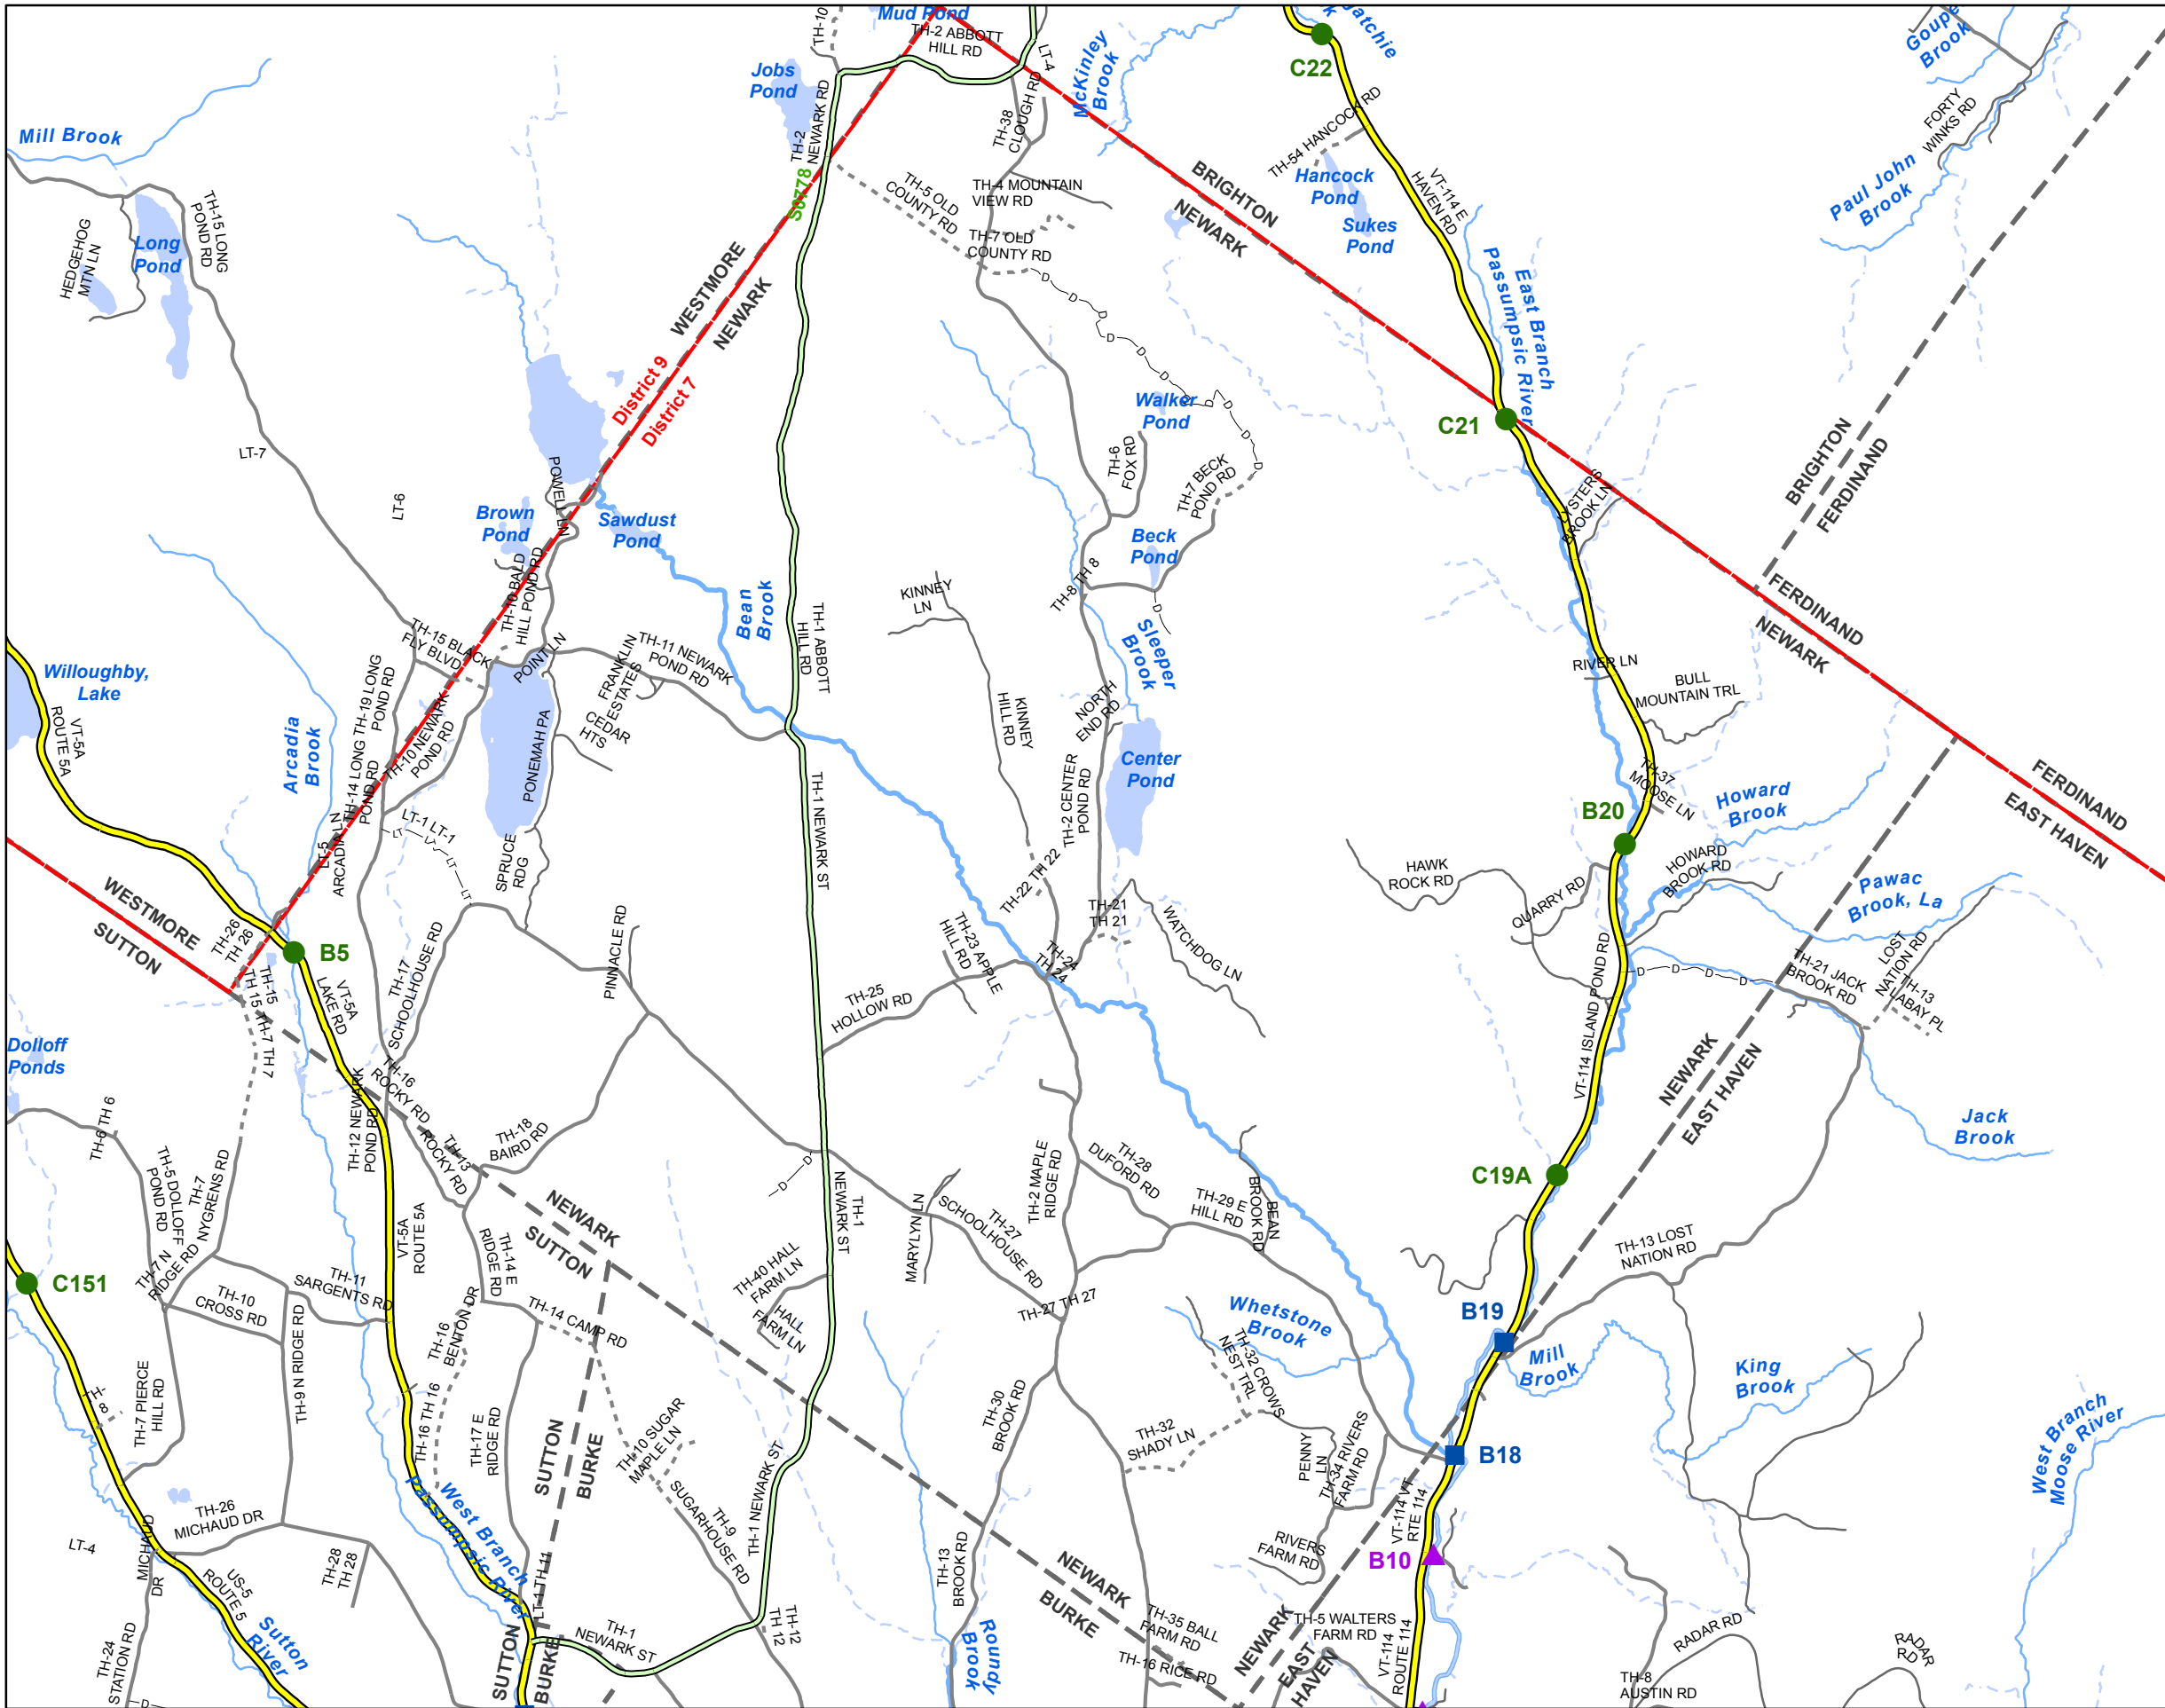 Mud Pond
TH-10
TH-2 ABBOTT
HILL RD
LT-4
McKinley
Brook
C22
Goupe
Brook
Jobs
Pond
TH-2
NEWARK RD
TH-38
CLOUGH RD
TH-54 HANCOCK RD
FORTY
WINKS RD
Mill Brook
S0778
TH-5 OLD
COUNTY RD
TH-4 MOUNTAIN
VIEW RD
BRIGHTON
NEWARK
Hancock
Pond
Sukes
Pond
VT-114 E
HAVEN RD
Paul John
Brook
HEDGEHOG
MTN LN
Long
Pond
TH-15 LONG
POND RD
WESTMORE
NEWARK
TH-7 OLD
COUNTY RD
East Branch
Passumpsic River
District 9
District 7
Walker
Pond
C21
BRIGHTON
FERDINAND
LT-7
LT-6
POWELL LN
TH-6
FOX RD
TH-7 BECK
POND RD
Brown
Pond
Sawdust
Pond
Beck
Pond
TH-10 BALD
HILL POND RD
Bean
Brook
KINNEY
LN
TH-8 TH 8
FERDINAND
NEWARK
TH-15 BLACK
FLY BLVD
POINT LN
FRANKLIN
ESTATES
TH-11 NEWARK
POND RD
TH-1 ABBOTT
HILL RD
Sleeper
Brook
RIVER LN
BULL
MOUNTAIN TRL
Willoughby,
Lake
VT-5A
ROUTE 5A
Arcadia
Brook
TH-19 LONG
POND RD
TH-14 LONG
POND RD
TH-10 NEWARK
POND RD
CEDAR
HTS
PONEMAH PA
KINNEY
HILL RD
NORTH
END RD
Center
Pond
TH-2 CENTER
POND RD
TH-37
MOOSE LN
Howard
Brook
FERDINAND
EAST HAVEN
B20
LT-5
ARCADIA LN
LT-1 LT-1
TH-1 NEWARK ST
SPRUCE
RDG
TH-22 TH 22
HAWK
ROCK RD
QUARRY RD
HOWARD
BROOK RD
Pawac
Brook, La
WESTMORE
SUTTON
TH-26
TH 26
B5
TH-17
SCHOOLHOUSE RD
PINNACLE RD
TH-23 APPLE
HILL RD
TH-21
TH 21
WATCHDOG LN
TH-24
TH 24
LOST
NATION RD
TH-21 JACK
BROOK RD
TH-13
LABAY PL
TH-15
TH 15
TH-7 TH 7
VT-5A
LAKE RD
TH-25
HOLLOW RD
VT-114 ISLAND POND RD
Dolloff
Ponds
TH-16
ROCKY RD
TH-12 NEWARK
POND RD
NEWARK
EAST HAVEN
TH-6 TH 6
TH-13
ROCKY RD
TH-18
BAIRD RD
Jack
Brook
TH-5 DOLLOFF
POND RD
TH-7
NYGRENS RD
TH-2 MAPLE
RIDGE RD
TH-28
DUFORD RD
C19A
VT-5A
ROUTE 5A
NEWARK
SUTTON
TH-1
NEWARK ST
MARYLYN LN
TH-27
SCHOOLHOUSE RD
TH-29 E
HILL RD
BEAN
BROOK RD
TH-13 LOST
NATION RD
C151
TH-7 N
RIDGE RD
TH-10
CROSS RD
TH-11
SARGENTS RD
TH-14 E
RIDGE RD
TH-40 HALL
FARM LN
HALL
FARM LN
TH-27 TH 27
TH-14 CAMP RD
TH-16
BENTON DR
Whetstone
Brook
B19
Mill
Brook
King
Brook
TH-32 CROWS
NEST TRL
TH-8
TH-7 PIERCE
HILL RD
TH-9 N RIDGE RD
TH-16 TH 16
TH-17 E
RIDGE RD
SUTTON
BURKE
TH-10 SUGAR
MAPLE LN
TH-30
BROOK RD
TH-32
SHADY LN
PENNY
LN
TH-34 RIVERS
FARM RD
B18
West Branch
Moose River
West Branch
Passumpsic River
TH-26
MICHAUD DR
TH-9
SUGARHOUSE RD
TH-1 NEWARK ST
VT-114 VT
RTE 114
LT-4
MICHAUD
DR
TH-28
TH 28
RIVERS
FARM RD
B10
US-5
ROUTE 5
LT-1 TH-11
TH-13
BROOK RD
NEWARK
BURKE
Sutton
River
TH-24
STATION RD
SUTTON
BURKE
TH-1
NEWARK ST
TH-12
TH 12
Roundy
Brook
TH-35 BALL
FARM RD
TH-16 RICE RD
NEWARK
EAST
HAVEN
TH-5 WALTERS
FARM RD
VT-114
ROUTE 114
RADAR RD
RADAR
RD
TH-8
AUSTIN RD